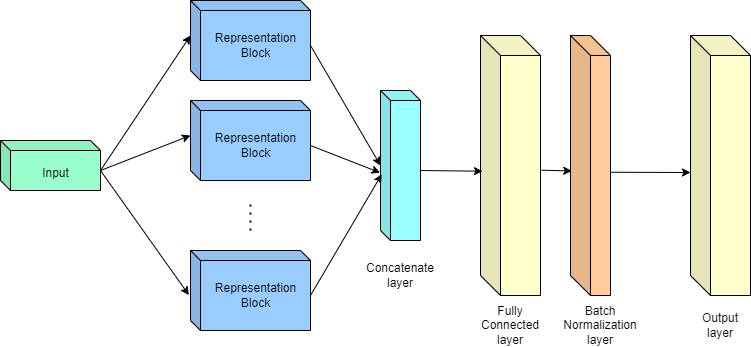 Representation
Block
Representation
Block
Input
Representation
Block
Concatenate
layer
Fully
Connected
layer
Batch
Normalization
layer
Output
layer